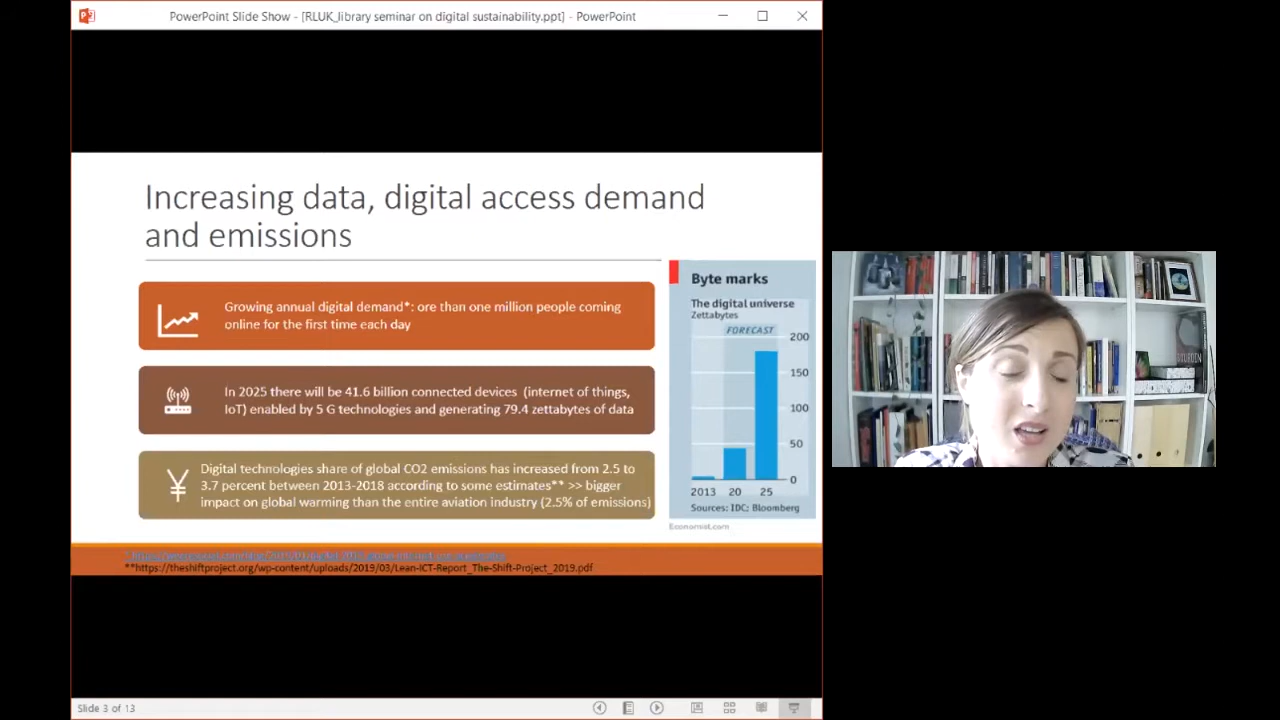 PowerPoint Slide Show - [RLUK_library seminar on digital sustainability.ppt] - PowerPoint
Increasing data, digital access demand
and emissions
Growing annual digital demand*: ore than one million people coming
online for the first time each day
In 2025 there will be 41.6 billion connected devices (internet of things,
IoT) enabled by 5 G technologies and generating 79.4 zettabytes of data
Digital technologies share of global CO2 emissions has increased from 2.5 to
3.7 percent between 2013-2018 according to some estimates** >> bigger
impact on global warming than the entire aviation industry (2.5% of emissions)
Byte marks
The digital universe
Zettabytes
FORECAST
200
150
100
50
0
2013 20 25
Sources: IDC; Bloomberg
Economist.com
**https://theshiftproject.org/wp-content/uploads/2019/03/Lean-ICT-Report_The-Shift-Project_2019.pdf
Slide 3 of 13